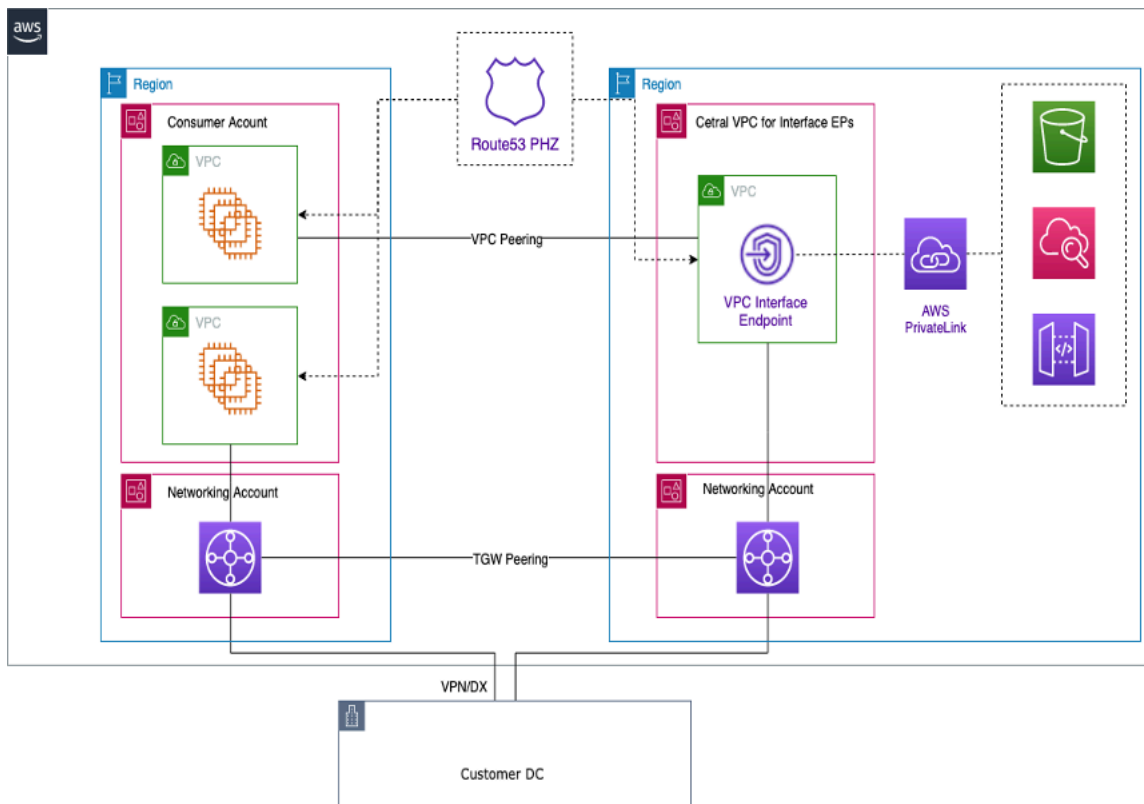 aws
Region
Consumer Acount
VPC
VPC
Networking Account
Route53 PHZ
VPC Peering
TGW Peering
Region
Cetral VPC for Interface EPs
VPC
VPC Interface
Endpoint
AWS
PrivateLink
</>
Networking Account
VPN/DX
Customer DC